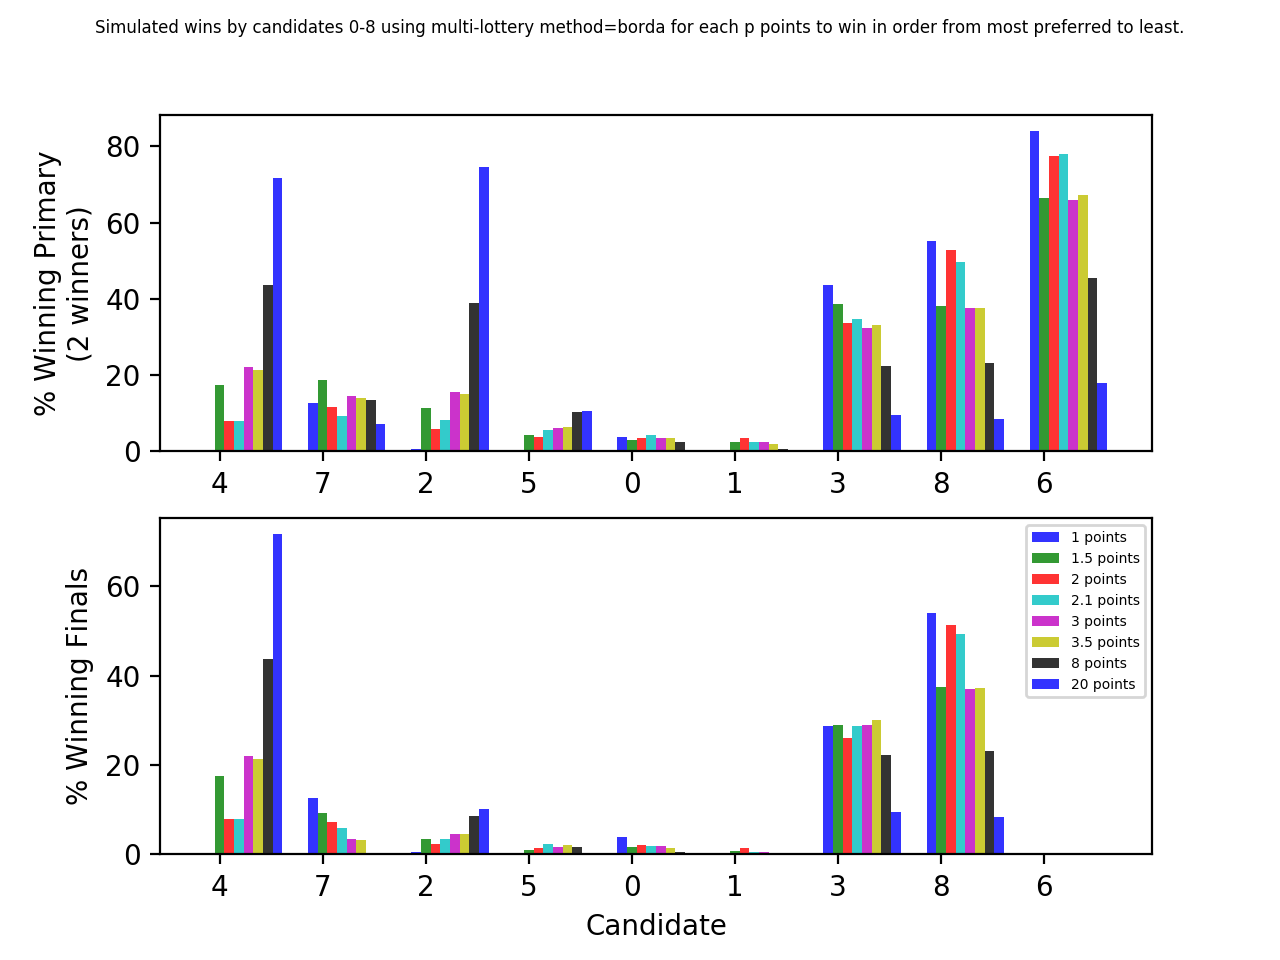 Simulated wins by candidates 0-8 using multi-lottery method=borda for each p points to win in order from most preferred to least.
% Winning Primary
(2 winners)
80
60
40
20
0
4 7 2 5 0 1 3 8 6
% Winning Finals
60
40
20
0
1 points
1.5 points
2 points
2.1 points
3 points
3.5 points
8 points
20 points
4 7 2 5 0 1 3 8 6
Candidate